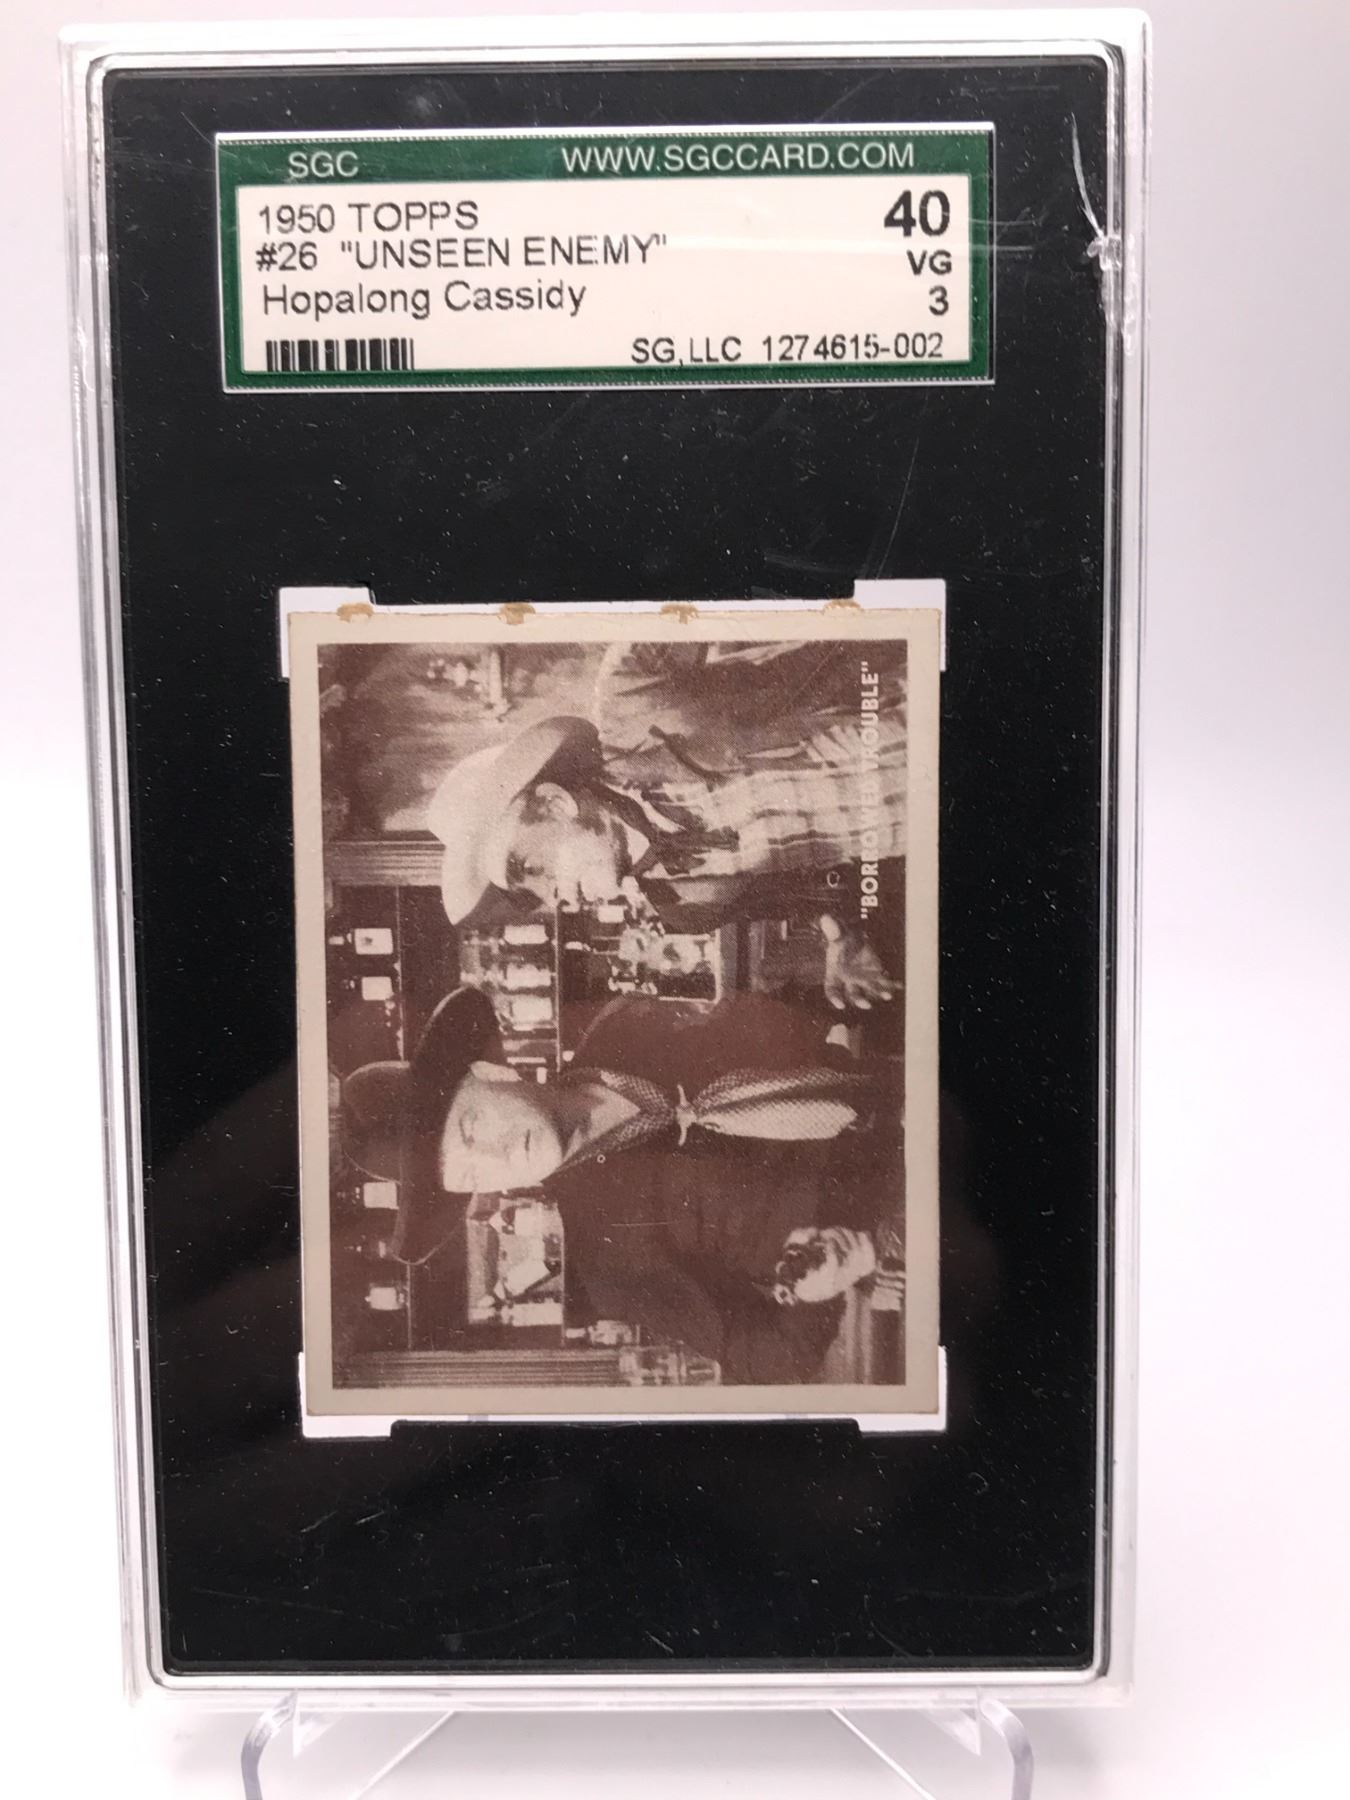 SGC WWW.SGCCARD.COM
1950 TOPPS 40
#26 "UNSEEN ENEMY" VG
Hopalong Cassidy 3
SG,LLC 1274615-002
"BORROWED TROUBLE"